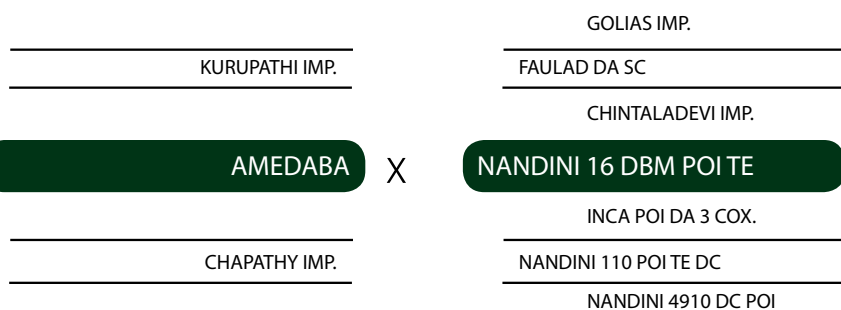 GOLIAS IMP.
KURUPATHI IMP.
FAULAD DA SC
CHINTALADEVI IMP.
AMEDABA X NANDINI 16 DBM POI TE
INCA POI DA 3 COX.
CHAPATHY IMP.
NANDINI 110 POI TE DC
NANDINI 4910 DC POI